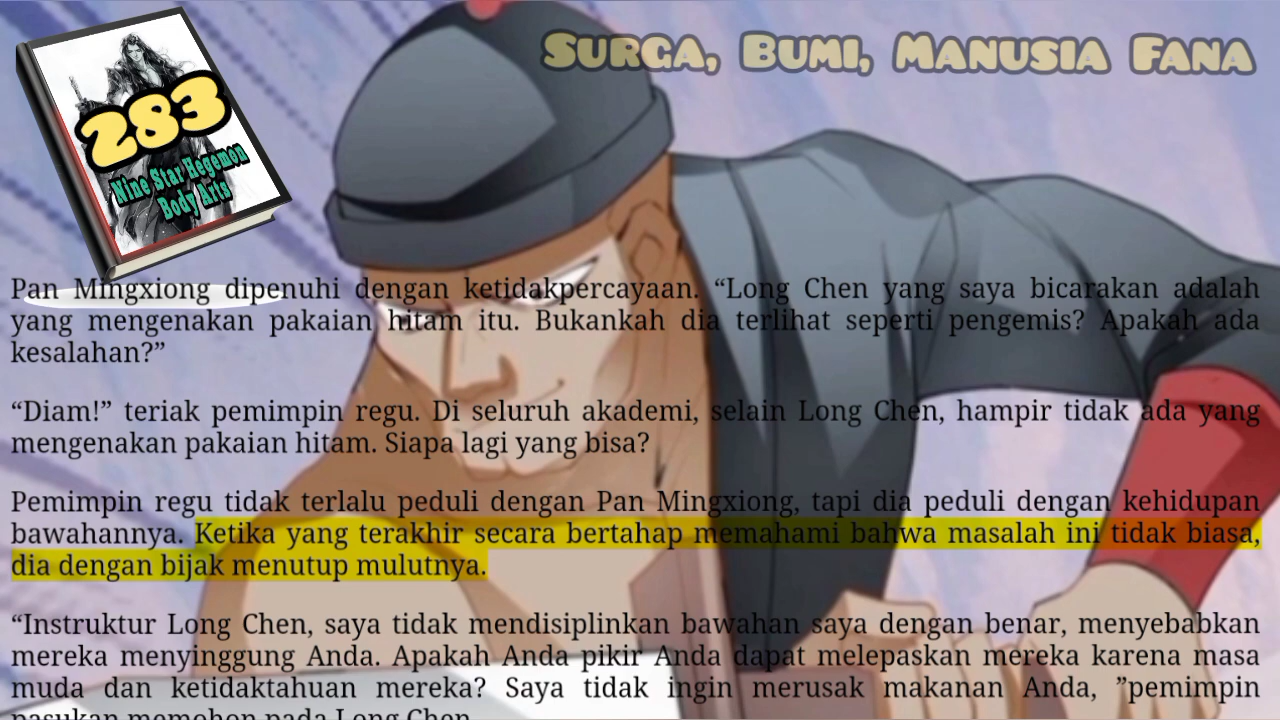 SURGA, BUMI, MANUSIA FANA
283
Nine Star Hegemon
Body Arts
Pan Mingxiong dipenuhi dengan ketidakpercayaan. “Long Chen yang saya bicarakan adalah
yang mengenakan pakaian hitam itu. Bukankah dia terlihat seperti pengemis? Apakah ada
kesalahan?”
“Diam!” teriak pemimpin regu. Di seluruh akademi, selain Long Chen, hampir tidak ada yang
mengenakan pakaian hitam. Siapa lagi yang bisa?
Pemimpin regu tidak terlalu peduli dengan Pan Mingxiong, tapi dia peduli dengan kehidupan
bawahannya. Ketika yang terakhir secara bertahap memahami bahwa masalah ini tidak biasa,
dia dengan bijak menutup mulutnya.
“Instruktur Long Chen, saya tidak mendisiplinkan bawahan saya dengan benar, menyebabkan
mereka menyinggung Anda. Apakah Anda pikir Anda dapat melepaskan mereka karena masa
muda dan ketidaktahuan mereka? Saya tidak ingin merusak makanan Anda, ”pemimpin
pasukan memohon pada Long Chen.